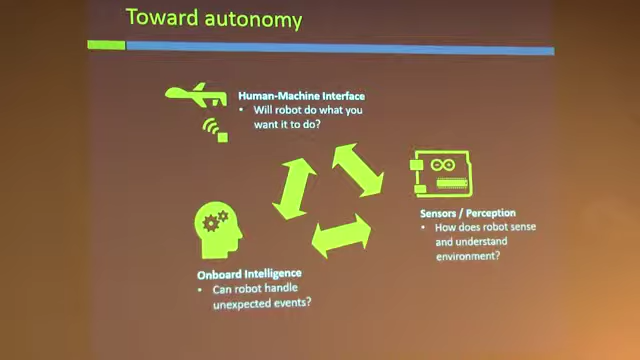 Toward autonomy
Human-Machine Interface
• Will robot do what you
want it to do?
Sensors / Perception
• How does robot sense
and understand
environment?
Onboard Intelligence
• Can robot handle
unexpected events?